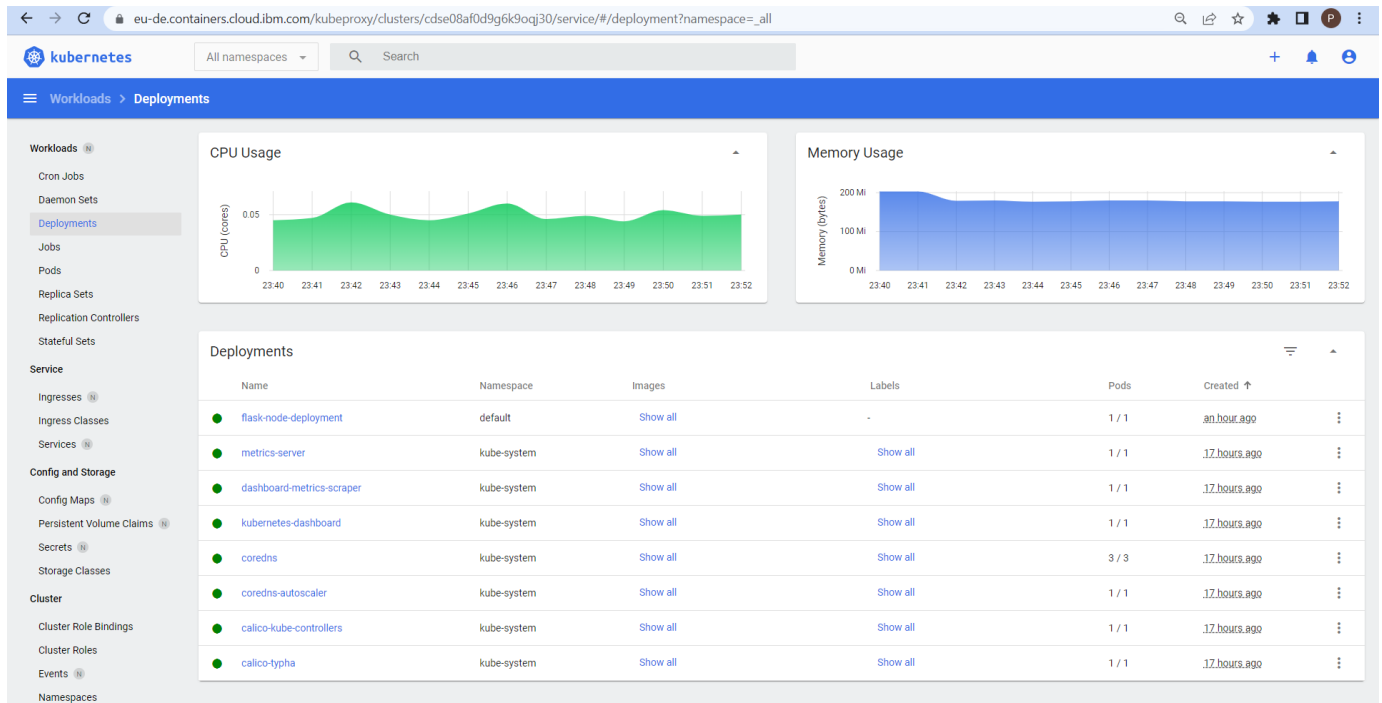 eu-de.containers.cloud.ibm.com/kubeproxy/clusters/cdse08af0d9g6k9oqj30/service/#/deployment?namespace=_all
P
kubernetes
All namespaces
Search
Workloads > Deployments
Workloads N
Cron Jobs
Daemon Sets
Deployments
Jobs
Pods
Replica Sets
Replication Controllers
Stateful Sets
Service
Ingresses N
Ingress Classes
Services N
Config and Storage
Config Maps N
Persistent Volume Claims N
Secrets N
Storage Classes
Cluster
Cluster Role Bindings
Cluster Roles
Events N
Namespaces
CPU Usage
CPU (cores)
0.05
0
23:40 23:41 23:42 23:43 23:44 23:45 23:46 23:47 23:48 23:49 23:50 23:51 23:52
Memory Usage
Memory (bytes)
200 Mi
100 Mi
0 Mi
23:40 23:41 23:42 23:43 23:44 23:45 23:46 23:47 23:48 23:49 23:50 23:51 23:52
Deployments
Name Namespace Images Labels Pods Created
flask-node-deployment default Show all - 1 / 1 an hour ago
metrics-server kube-system Show all Show all 1 / 1 17 hours ago
dashboard-metrics-scraper kube-system Show all Show all 1 / 1 17 hours ago
kubernetes-dashboard kube-system Show all Show all 1 / 1 17 hours ago
coredns kube-system Show all Show all 3 / 3 17 hours ago
coredns-autoscaler kube-system Show all Show all 1 / 1 17 hours ago
calico-kube-controllers kube-system Show all Show all 1 / 1 17 hours ago
calico-typha kube-system Show all Show all 1 / 1 17 hours ago